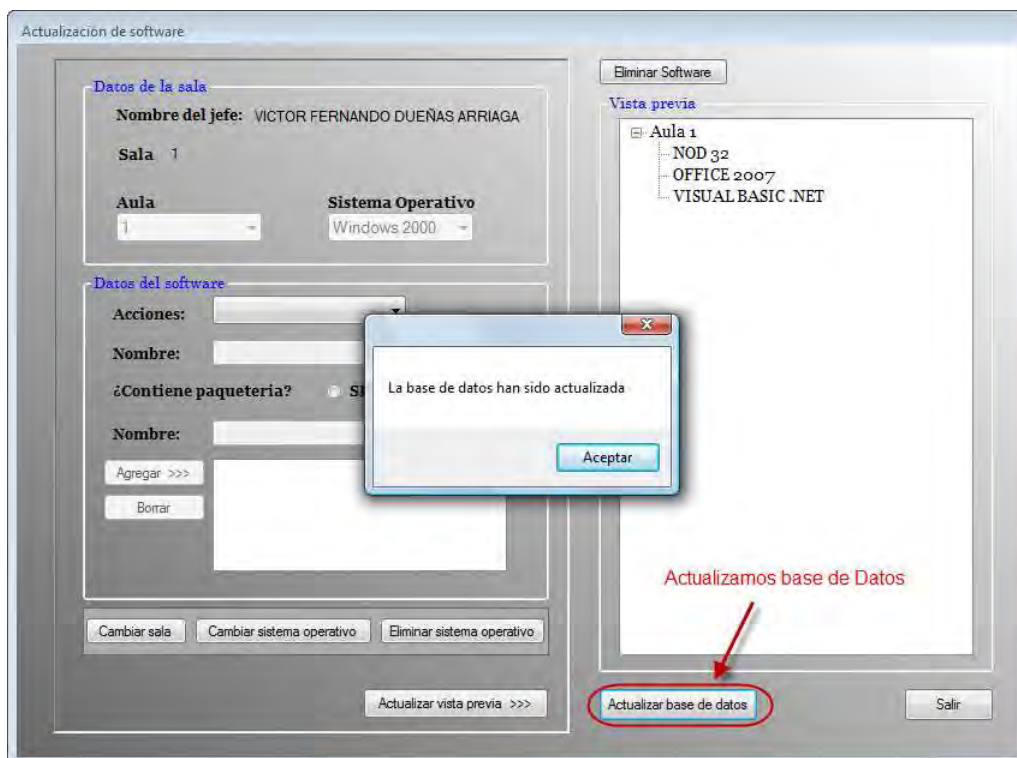 Actualización de software
Datos de la sala
Nombre del jefe: VICTOR FERNANDO DUEÑAS ARRIAGA
Sala 1
Aula
Sistema Operativo
1
Windows 2000
Datos del software
Acciones:
Nombre:
¿Contiene paqueteria?
Nombre:
Agregar >>>
Borrar
Cambiar sala
Cambiar sistema operativo
Eliminar sistema operativo
Actualizar vista previa >>>
La base de datos han sido actualizada
Aceptar
Eliminar Software
Vista previa
Aula 1
NOD 32
OFFICE 2007
VISUAL BASIC .NET
Actualizamos base de Datos
Actualizar base de datos
Salir